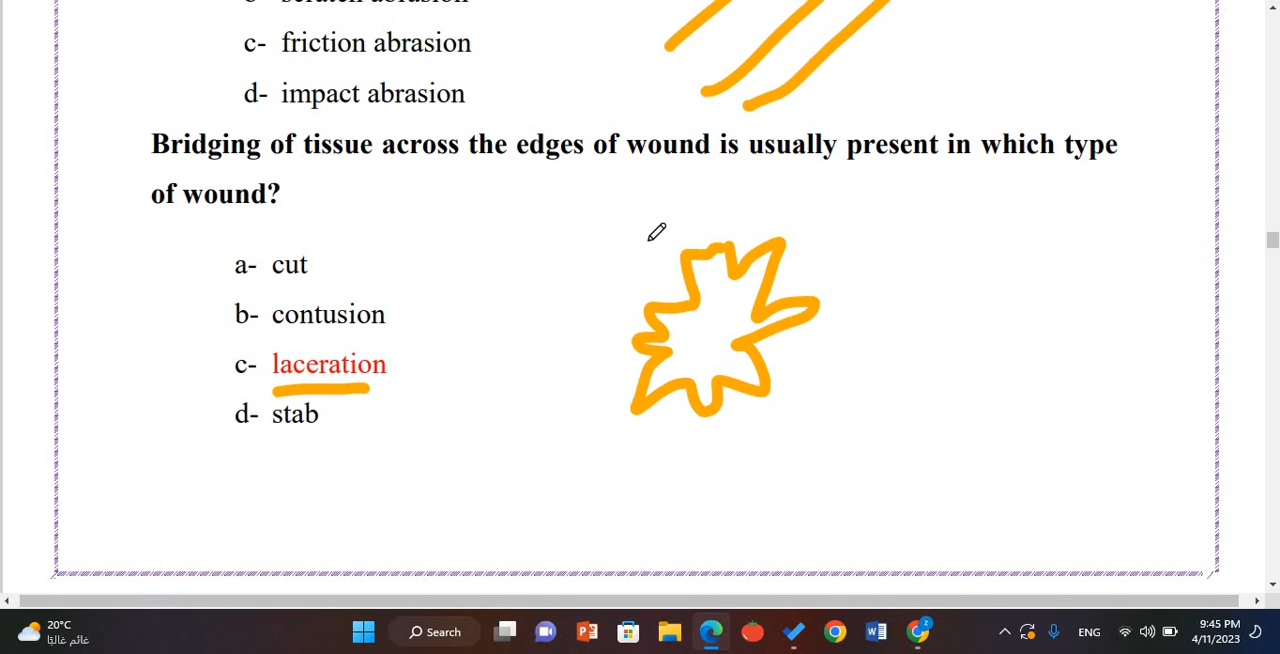 c- friction abrasion
d- impact abrasion
Bridging of tissue across the edges of wound is usually present in which type
of wound?
a- cut
b- contusion
c- laceration
d- stab
20°C
غائم غالبًا
Search
ENG
9:45 PM
4/11/2023